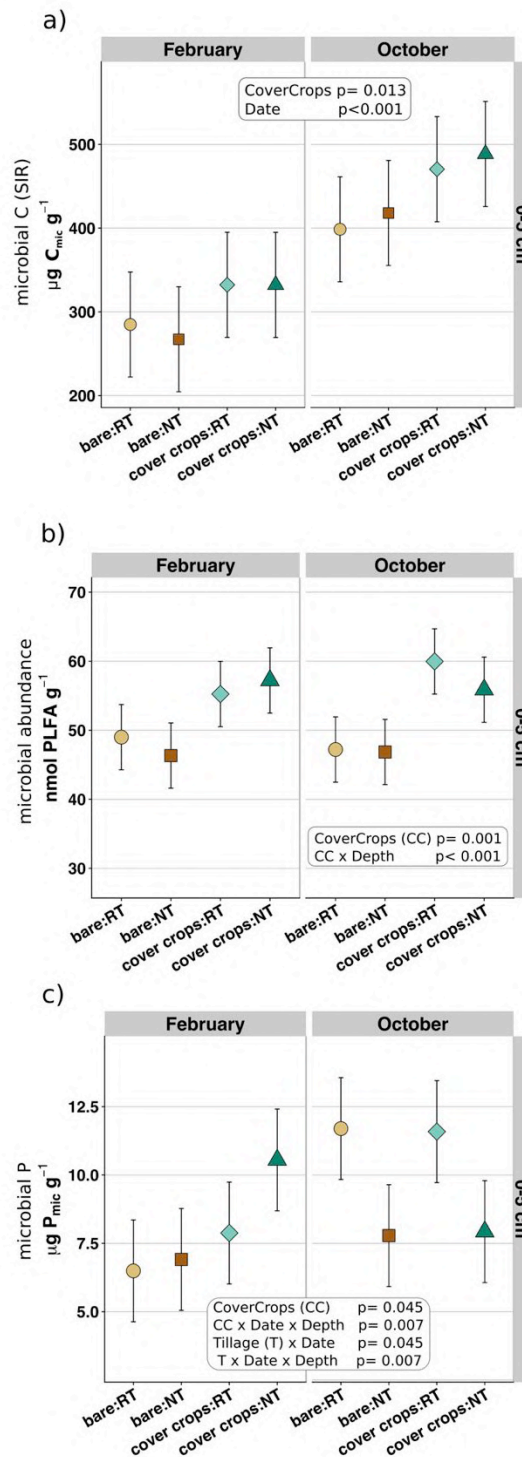 a)
February
October
CoverCrops p= 0.013
Date p<0.001
microbial C (SIR)
µg C_mic g⁻¹
500
400
300
200
bare:RT
bare:NT
cover crops:RT
cover crops:NT
bare:RT
bare:NT
cover crops:RT
cover crops:NT
b)
February
October
microbial abundance
nmol PLFA g⁻¹
70
60
50
40
30
CoverCrops (CC) p= 0.001
CC x Depth p< 0.001
bare:RT
bare:NT
cover crops:RT
cover crops:NT
bare:RT
bare:NT
cover crops:RT
cover crops:NT
c)
February
October
microbial P
µg P_mic g⁻¹
12.5
10.0
7.5
5.0
CoverCrops (CC) p= 0.045
CC x Date x Depth p= 0.007
Tillage (T) x Date p= 0.045
T x Date x Depth p= 0.007
bare:RT
bare:NT
cover crops:RT
cover crops:NT
bare:RT
bare:NT
cover crops:RT
cover crops:NT